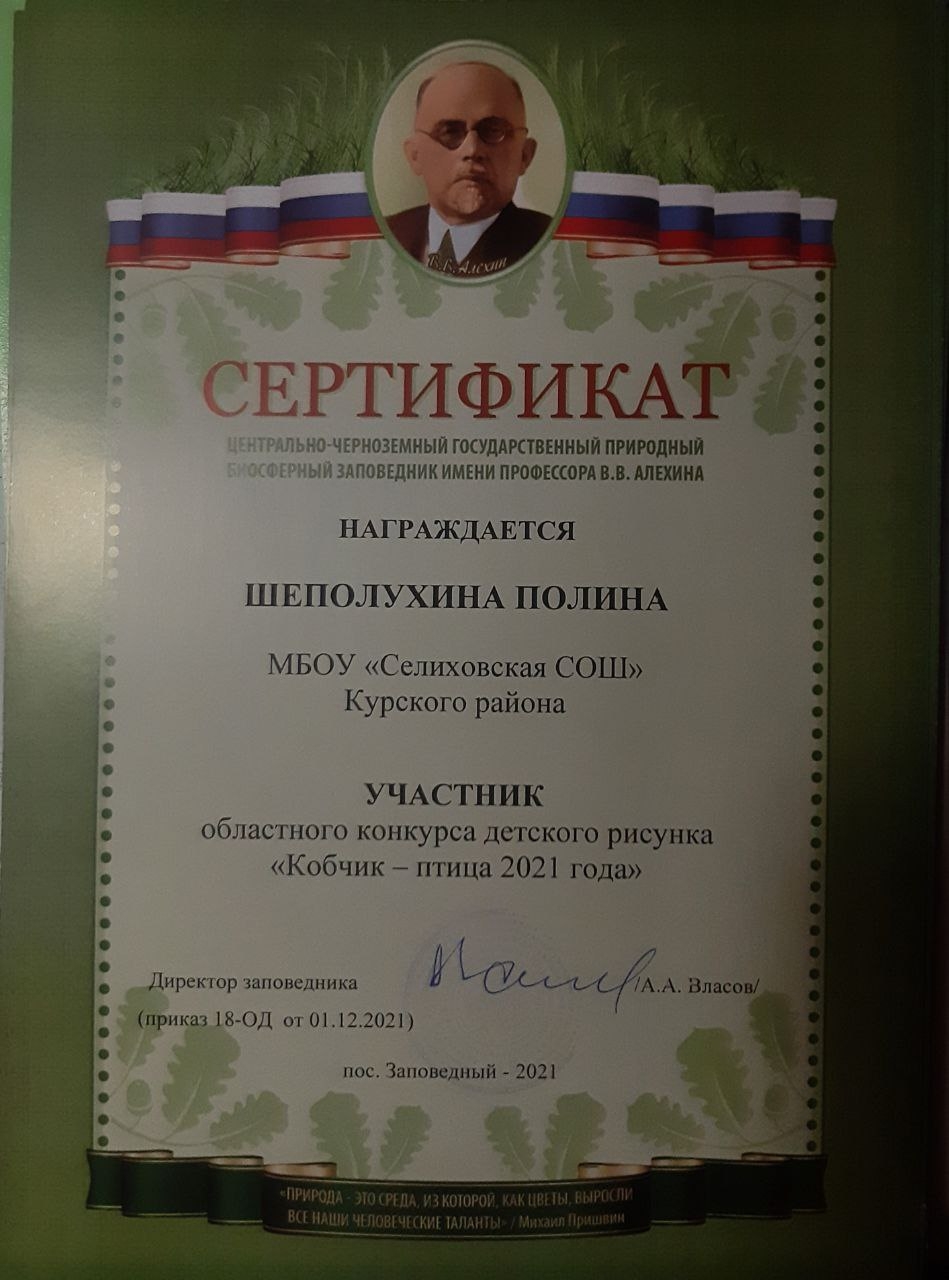 В.В. Алехин
СЕРТИФИКАТ
ЦЕНТРАЛЬНО-ЧЕРНОЗЕМНЫЙ ГОСУДАРСТВЕННЫЙ ПРИРОДНЫЙ
БИОСФЕРНЫЙ ЗАПОВЕДНИК ИМЕНИ ПРОФЕССОРА В.В. АЛЕХИНА
НАГРАЖДАЕТСЯ
ШЕПОЛУХИНА ПОЛИНА
МБОУ «Селиховская СОШ»
Курского района
УЧАСТНИК
областного конкурса детского рисунка
«Кобчик – птица 2021 года»
Директор заповедника /А.А. Власов/
(приказ 18-ОД от 01.12.2021)
пос. Заповедный - 2021
«ПРИРОДА - ЭТО СРЕДА, ИЗ КОТОРОЙ, КАК ЦВЕТЫ, ВЫРОСЛИ
ВСЕ НАШИ ЧЕЛОВЕЧЕСКИЕ ТАЛАНТЫ» / Михаил Пришвин